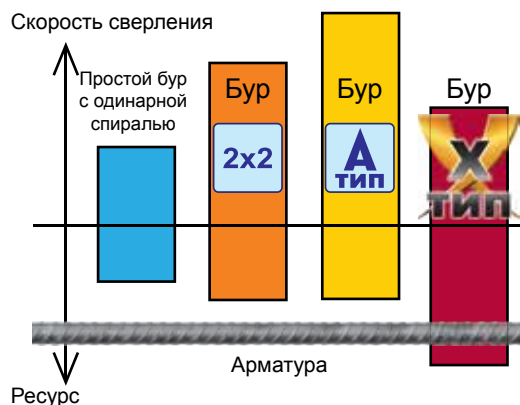 Скорость сверления
Простой бур
с одинарной
спиралью
Бур
2x2
Бур
А
ТИП
Бур
Х
ТИП
Арматура
Ресурс